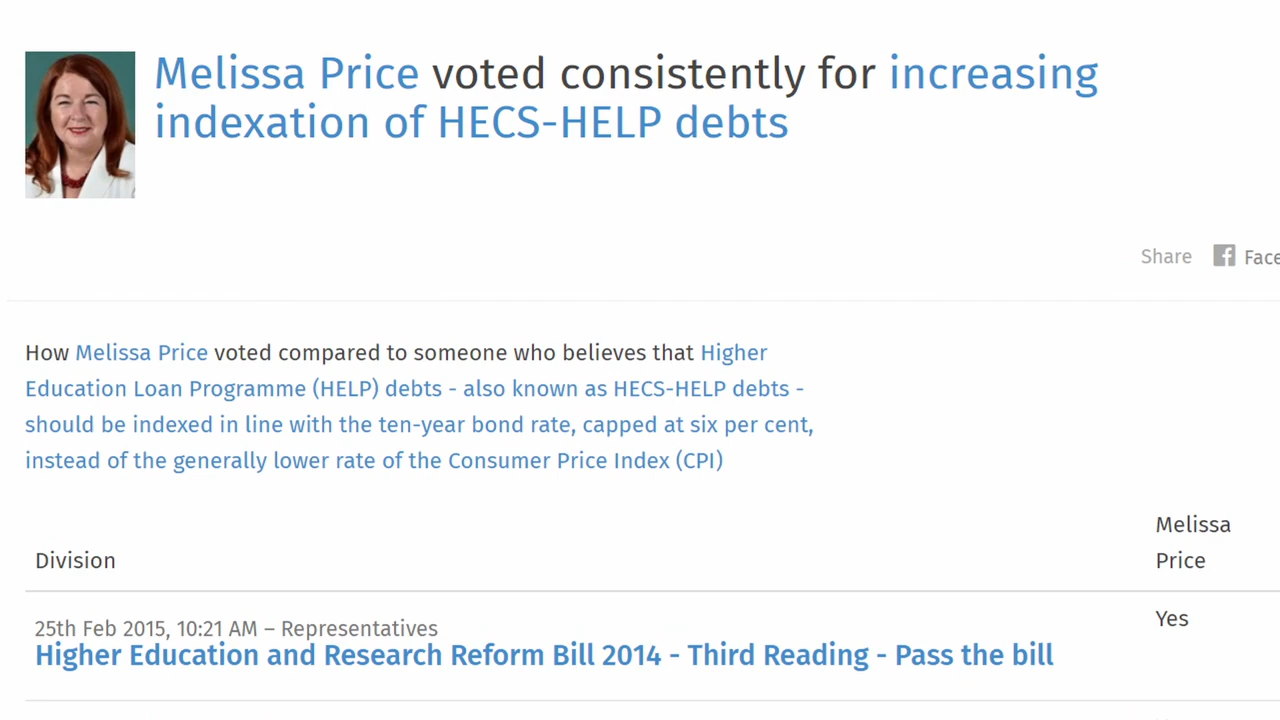 Melissa Price voted consistently for increasing
indexation of HECS-HELP debts
Share Face
How Melissa Price voted compared to someone who believes that Higher
Education Loan Programme (HELP) debts - also known as HECS-HELP debts -
should be indexed in line with the ten-year bond rate, capped at six per cent,
instead of the generally lower rate of the Consumer Price Index (CPI)
Melissa
Division Price
25th Feb 2015, 10:21 AM – Representatives Yes
Higher Education and Research Reform Bill 2014 - Third Reading - Pass the bill